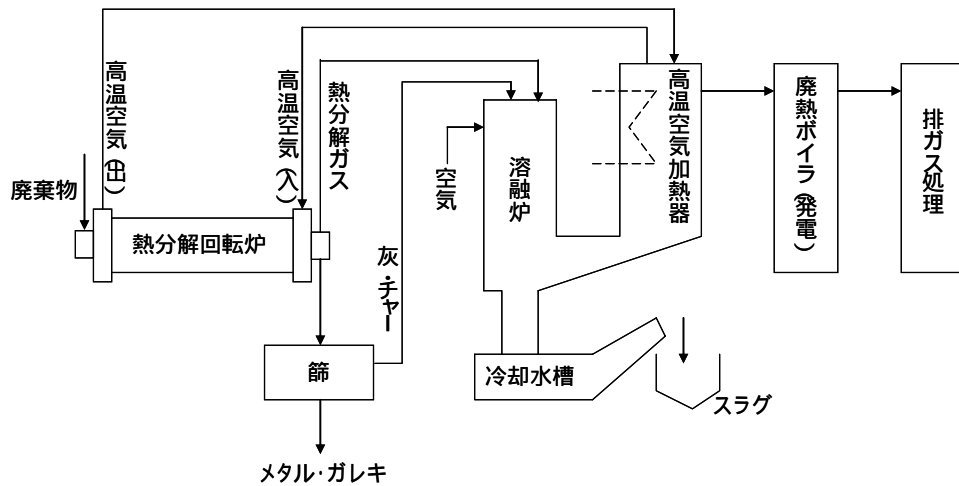 高温空気(出)
高温空気(入)
熱分解ガス
廃棄物
熱分解回転炉
灰・チャー
空気
溶融炉
高温空気加熱器
廃熱ボイラ(発電)
排ガス処理
篩
冷却水槽
スラグ
メタル・ガレキ